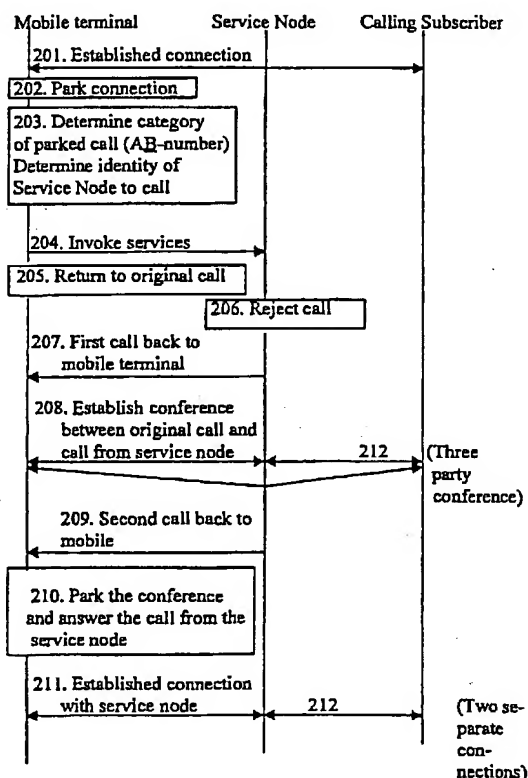 Mobile terminal Service Node Calling Subscriber
201. Established connection
202. Park connection
203. Determine category
of parked call (AB-number)
Determine identity of
Service Node to call
204. Invoke services
205. Return to original call
206. Reject call
207. First call back to
mobile terminal
208. Establish conference
between original call and
call from service node
212
(Three
party
conference)
209. Second call back to
mobile
210. Park the conference
and answer the call from the
service node
211. Established connection
with service node
212
(Two se-
parate
con-
nections)